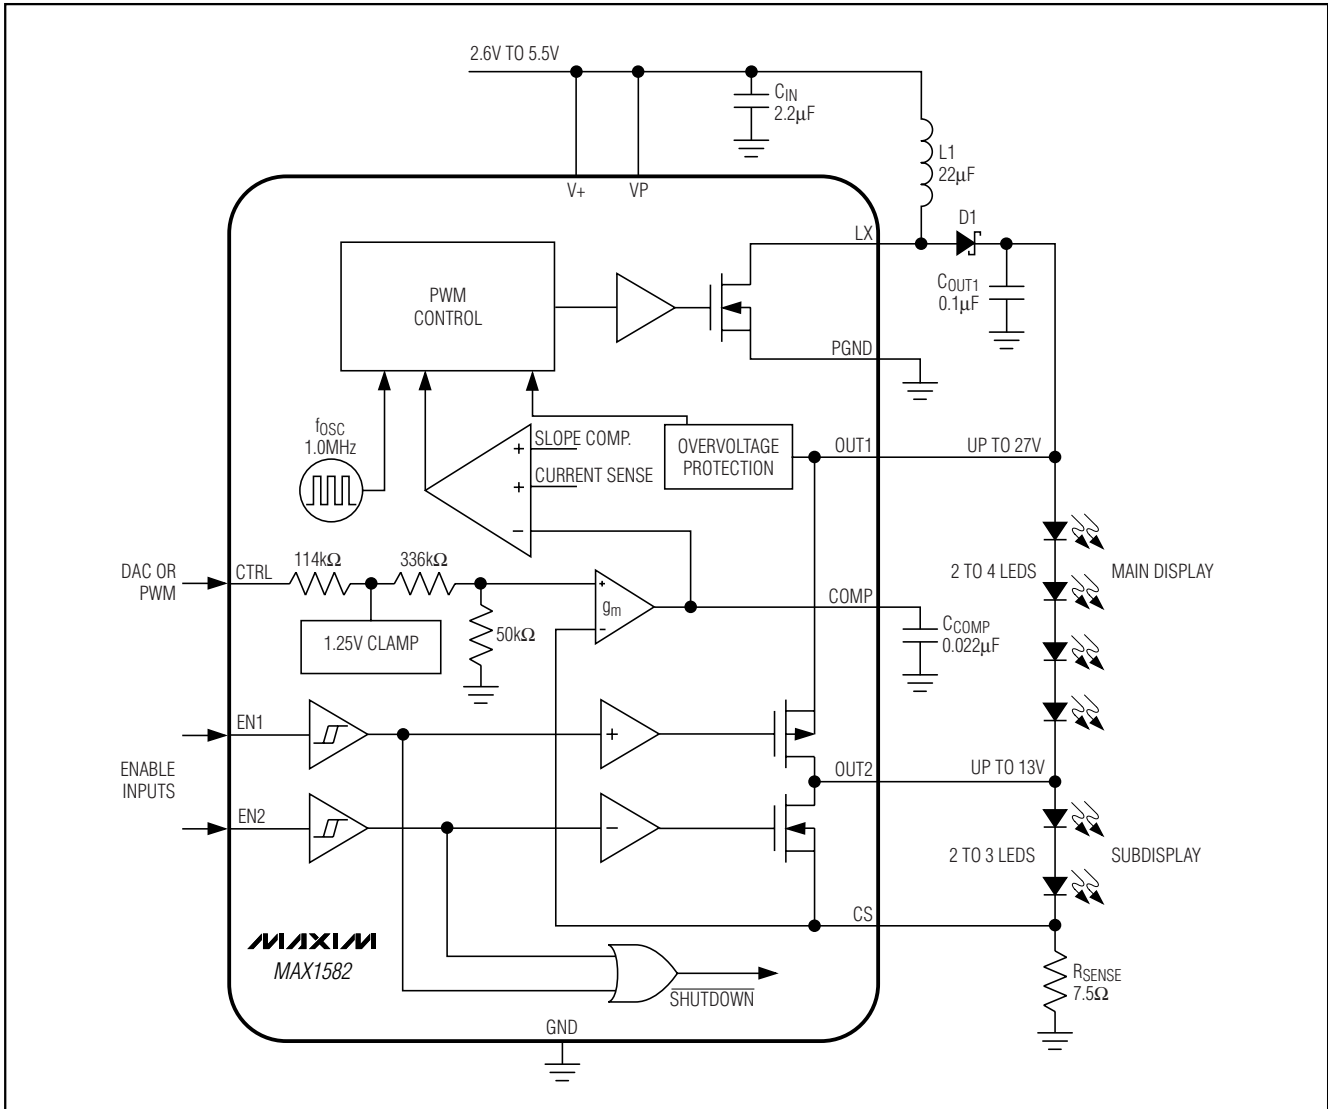 2.6V TO 5.5V
CIN
2.2µF
L1
22µF
V+
VP
D1
LX
COUT1
0.1µF
PWM
CONTROL
PGND
fOSC
1.0MHz
+
SLOPE COMP.
+
CURRENT SENSE
−
OVERVOLTAGE
PROTECTION
OUT1
UP TO 27V
DAC OR
PWM
CTRL
114kΩ
336kΩ
1.25V CLAMP
50kΩ
+
gm
−
COMP
CCOMP
0.022µF
2 TO 4 LEDS
MAIN DISPLAY
EN1
+
ENABLE
INPUTS
OUT2
UP TO 13V
EN2
−
2 TO 3 LEDS
SUBDISPLAY
CS
MAXIM
MAX1582
SHUTDOWN
RSENSE
7.5Ω
GND